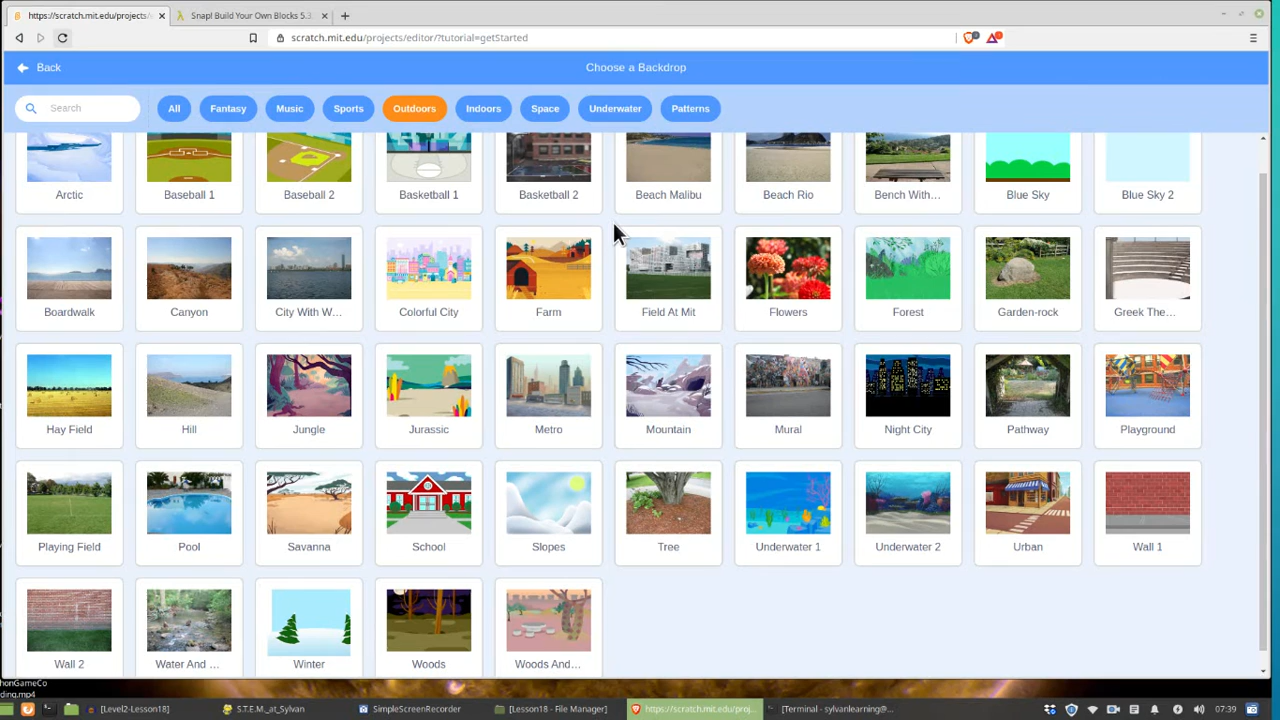 https://scratch.mit.edu/projects/e
Snap! Build Your Own Blocks 5.3.
scratch.mit.edu/projects/editor/?tutorial=getStarted
Back
Choose a Backdrop
Search
All
Fantasy
Music
Sports
Outdoors
Indoors
Space
Underwater
Patterns
Arctic
Baseball 1
Baseball 2
Basketball 1
Basketball 2
Beach Malibu
Beach Rio
Bench With...
Blue Sky
Blue Sky 2
Boardwalk
Canyon
City With W...
Colorful City
Farm
Field At Mit
Flowers
Forest
Garden-rock
Greek The...
Hay Field
Hill
Jungle
Jurassic
Metro
Mountain
Mural
Night City
Pathway
Playground
Playing Field
Pool
Savanna
School
Slopes
Tree
Underwater 1
Underwater 2
Urban
Wall 1
Wall 2
Water And ...
Winter
Woods
Woods And...
honGameCo
ding.mp4
[Level2-Lesson18]
S.T.E.M._at_Sylvan
SimpleScreenRecorder
[Lesson18 - File Manager]
https://scratch.mit.edu/proj...
[Terminal - sylvanlearning@...
07:39